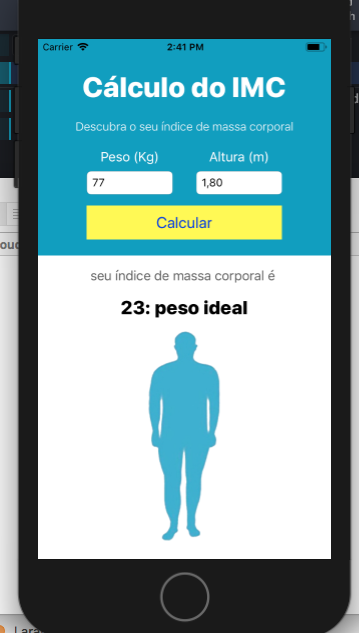 Carrier
2:41 PM
Cálculo do IMC
Descubra o seu índice de massa corporal
Peso (Kg) Altura (m)
77 1,80
Calcular
seu índice de massa corporal é
23: peso ideal